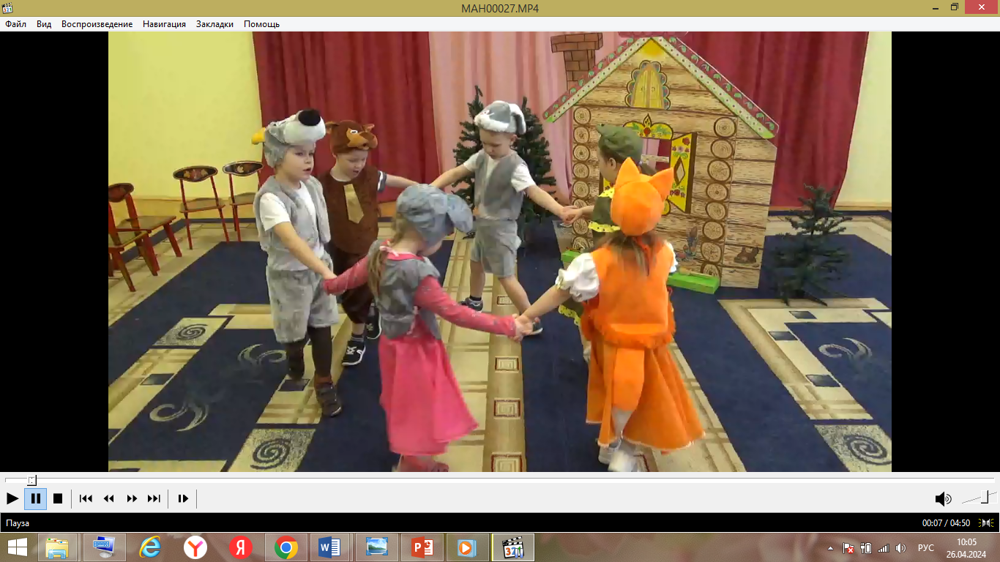 MAH00027.MP4
Файл Вид Воспроизведение Навигация Закладки Помощь
Пауза
00:07 / 04:50
РУС
10:05
26.04.2024